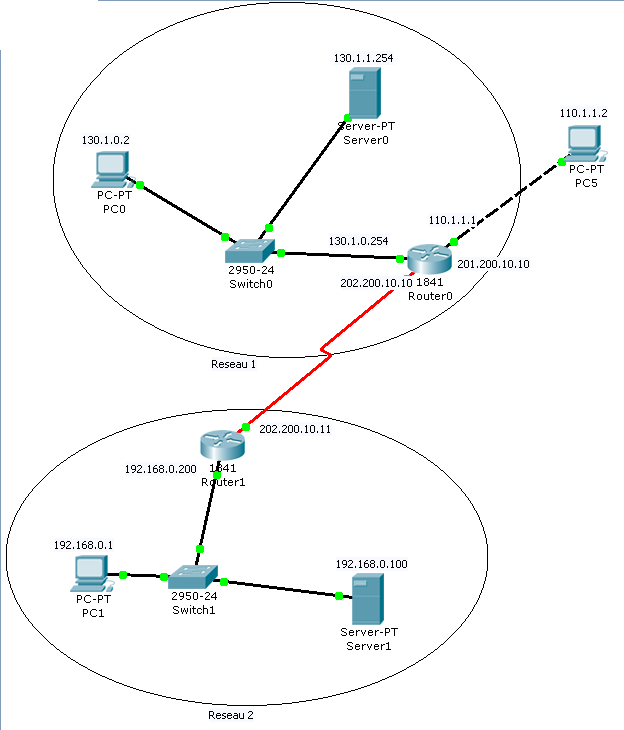 130.1.1.254
Server-PT
Server0
110.1.1.2
PC-PT
PC5
130.1.0.2
PC-PT
PC0
110.1.1.1
130.1.0.254
201.200.10.10
2950-24
Switch0
202.200.10.10
1841
Router0
Reseau 1
202.200.10.11
1841
Router1
192.168.0.200
192.168.0.1
PC-PT
PC1
2950-24
Switch1
192.168.0.100
Server-PT
Server1
Reseau 2